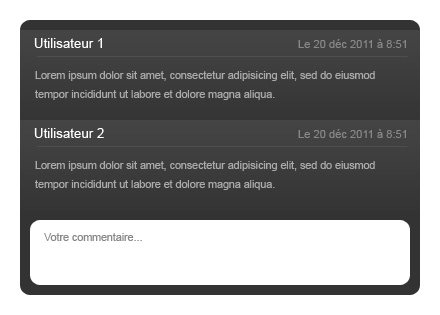 Utilisateur 1
Le 20 déc 2011 à 8:51
Lorem ipsum dolor sit amet, consectetur adipisicing elit, sed do eiusmod
tempor incididunt ut labore et dolore magna aliqua.
Utilisateur 2
Le 20 déc 2011 à 8:51
Lorem ipsum dolor sit amet, consectetur adipisicing elit, sed do eiusmod
tempor incididunt ut labore et dolore magna aliqua.
Votre commentaire...